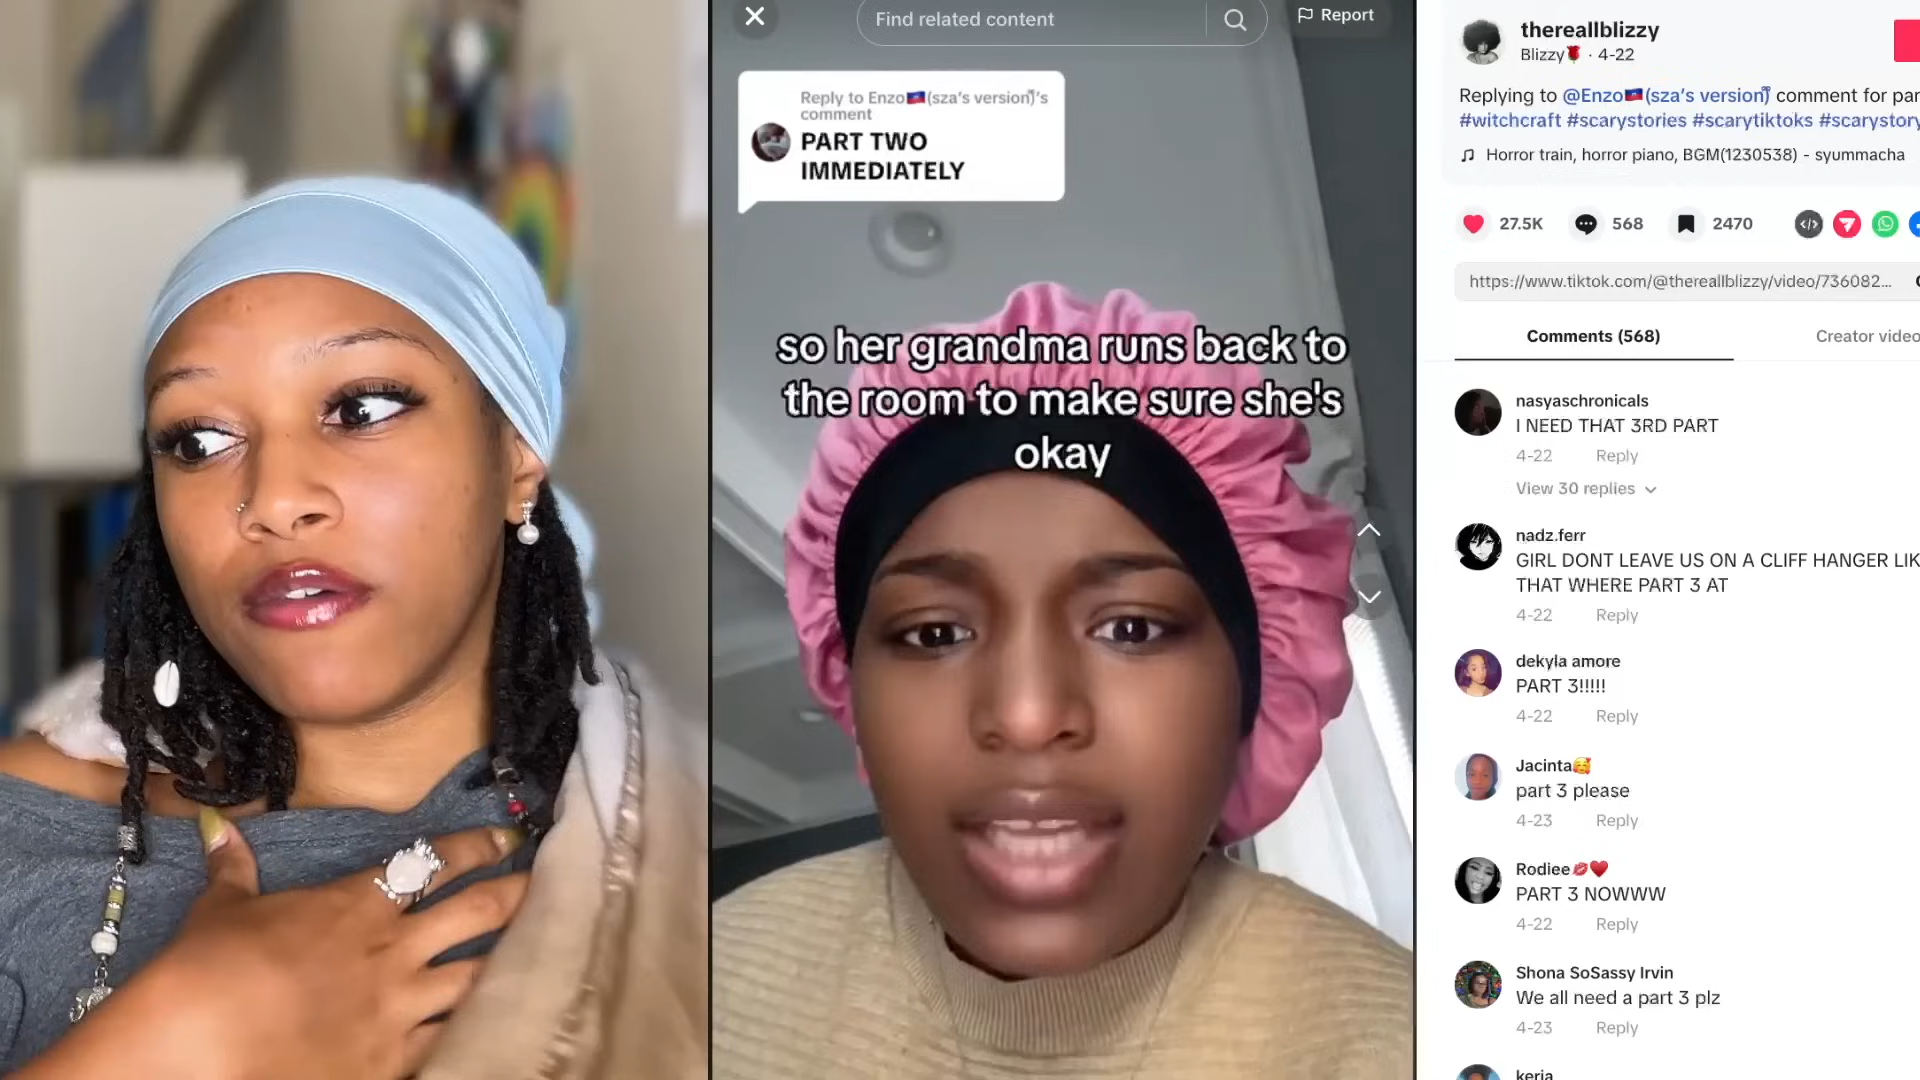 Find related content
Report
Reply to Enzo🇭🇹(sza's version)'s
comment
PART TWO
IMMEDIATELY
so her grandma runs back to
the room to make sure she's
okay
thereallblizzy
Blizzy🌹 · 4-22
Replying to @Enzo🇭🇹(sza's version) comment for par
#witchcraft #scarystories #scarytiktoks #scarystory
Horror train, horror piano, BGM(1230538) - syummacha
27.5K
568
2470
https://www.tiktok.com/@thereallblizzy/video/736082...
Comments (568)
Creator video
nasyaschronicals
I NEED THAT 3RD PART
4-22 Reply
View 30 replies
nadz.ferr
GIRL DONT LEAVE US ON A CLIFF HANGER LIK
THAT WHERE PART 3 AT
4-22 Reply
dekyla amore
PART 3!!!!!
4-22 Reply
Jacinta🥰
part 3 please
4-23 Reply
Rodiee💋❤️
PART 3 NOWWW
4-22 Reply
Shona SoSassy Irvin
We all need a part 3 plz
4-23 Reply
keria